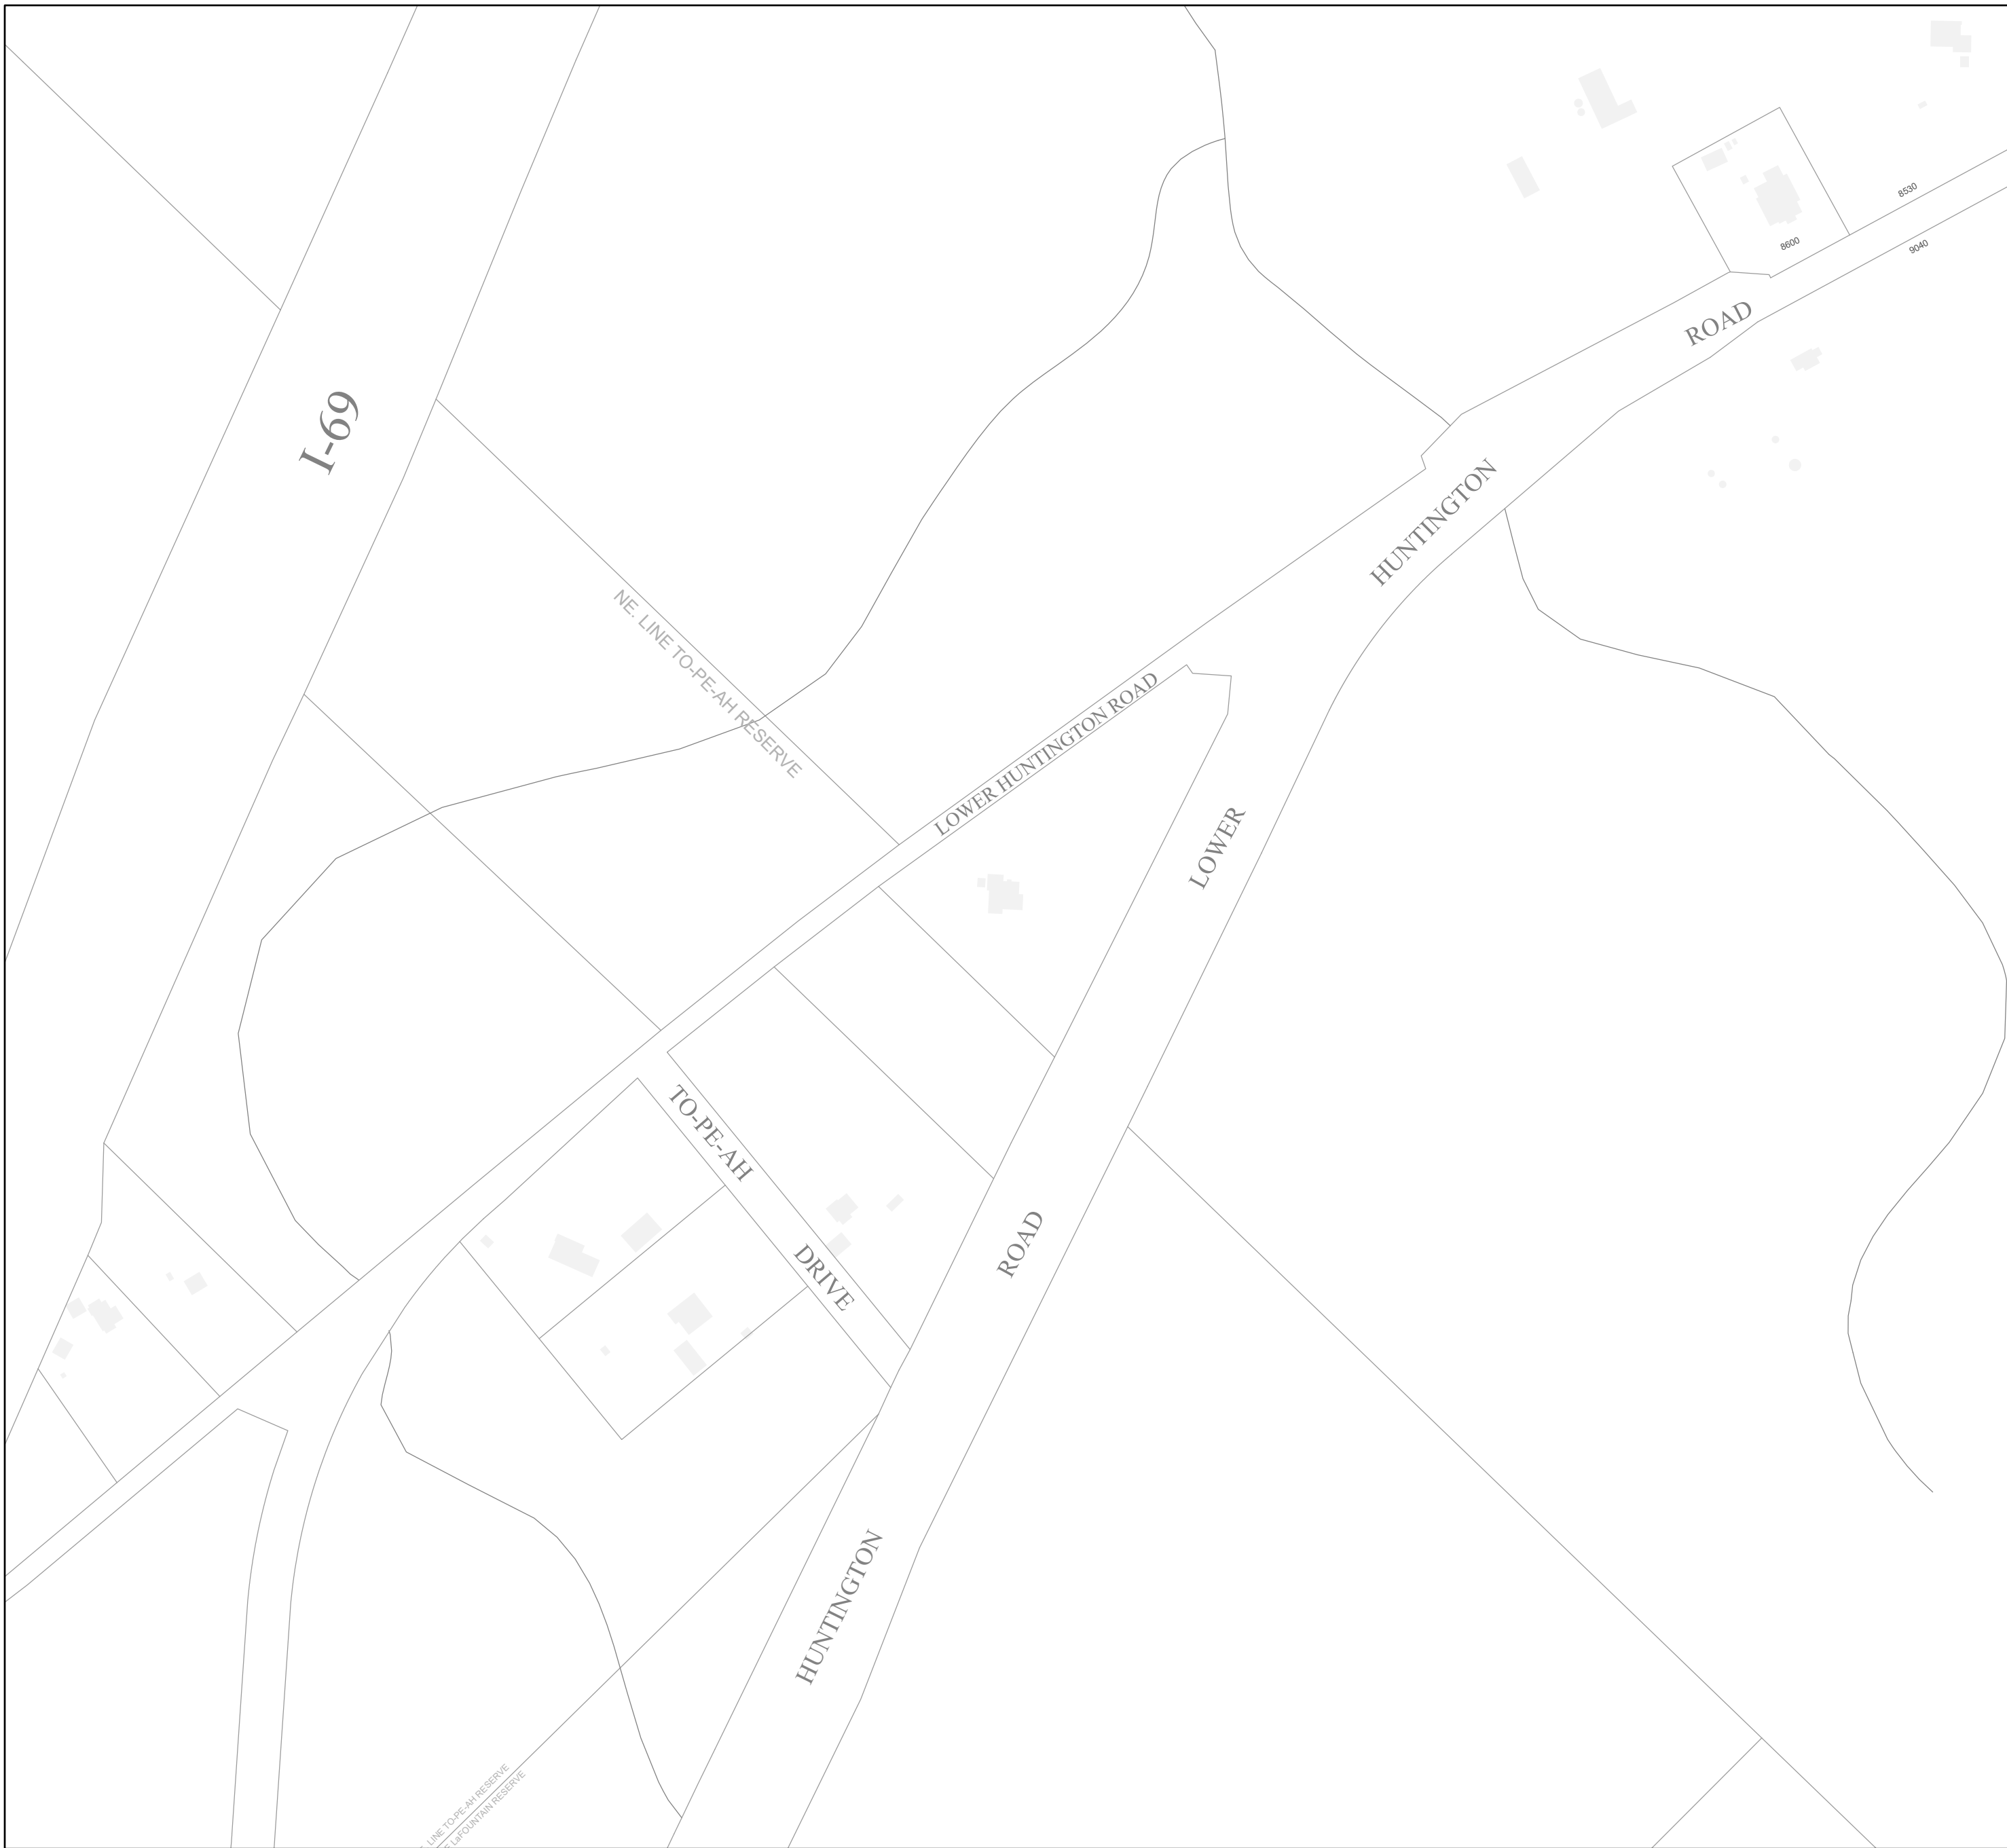 8530
9040
8600
ROAD
I-69
HUNTINGTON
NE. LINE TO-PE-AH RESERVE
LOWER HUNTINGTON ROAD
LOWER
TO-PE-AH
DRIVE
ROAD
HUNTINGTON
LINE TO-PE-AH RESERVE
LaFOUNTAIN RESERVE